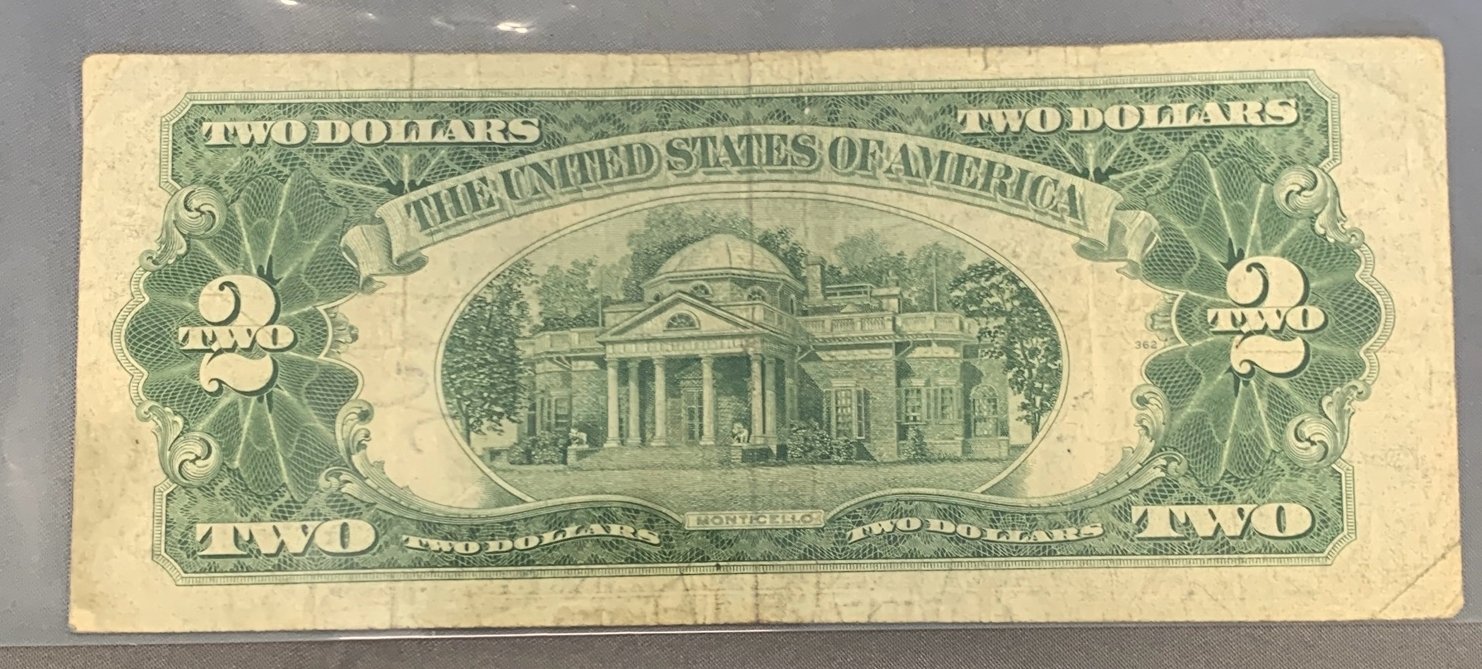 TWO DOLLARS
TWO DOLLARS
THE UNITED STATES OF AMERICA
2
TWO
2
TWO
362
TWO
TWO DOLLARS
MONTICELLO
TWO DOLLARS
TWO